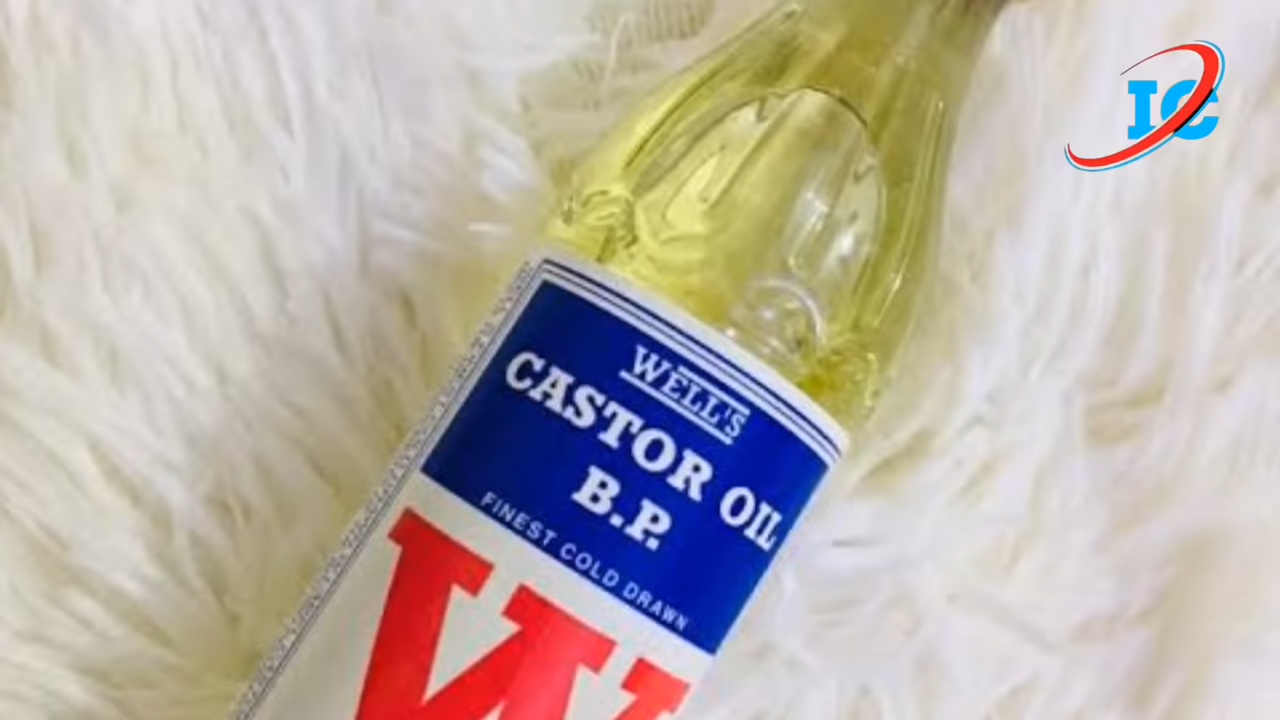 IC
WELL'S
CASTOR OIL
B.P.
FINEST COLD DRAWN
W